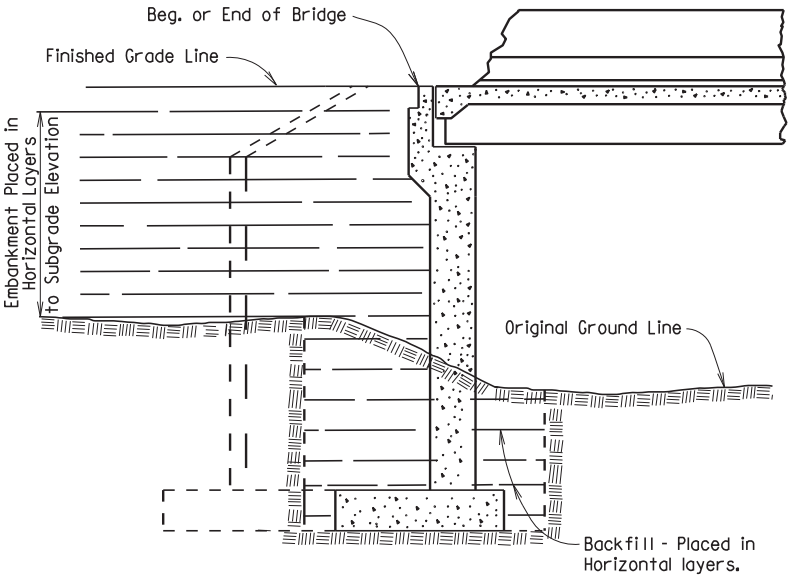 Beg. or End of Bridge
Finished Grade Line
Embankment Placed in
Horizontal Layers
to Subgrade Elevation
Original Ground Line
Backfill - Placed in
Horizontal layers.